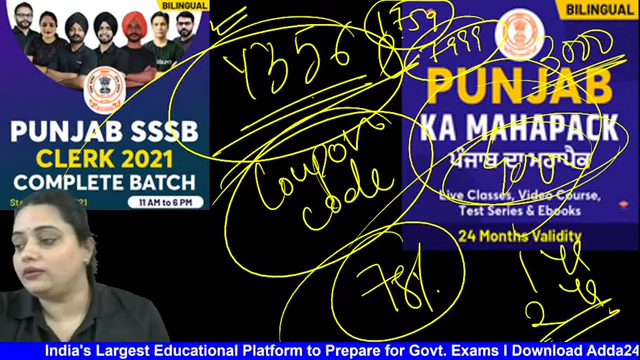 BILINGUAL
PUNJAB SSSB
CLERK 2021
COMPLETE BATCH
11 AM to 6 PM
Y356
Coupon
code
78%
1759
7999
3000
BILINGUAL
PUNJAB
KA MAHAPACK
ਪੰਜਾਬ ਦਾ ਮਹਾਪੈਕ
Live Classes, Video Course,
Test Series & Ebooks
24 Months Validity
India's Largest Educational Platform to Prepare for Govt. Exams I Download Adda24